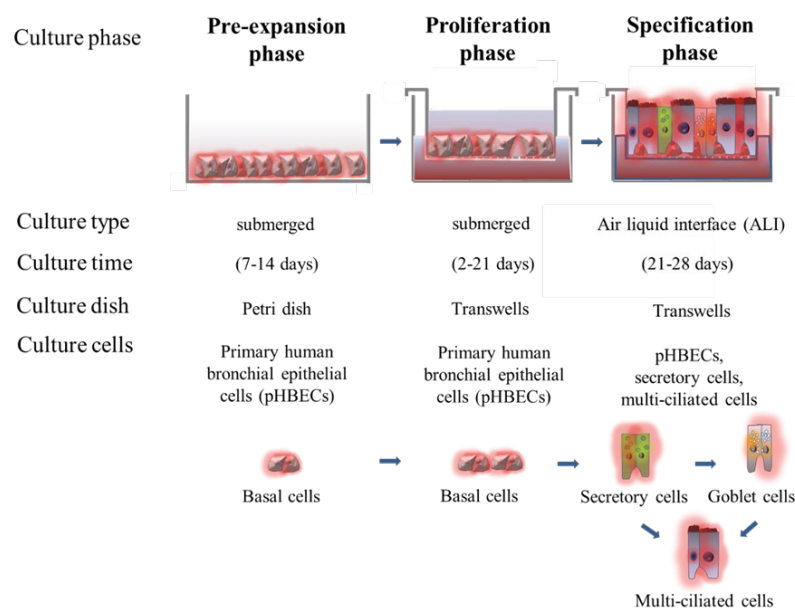 Culture phase
Pre-expansion
phase
Proliferation
phase
Specification
phase
Culture type
submerged
submerged
Air liquid interface (ALI)
Culture time
(7-14 days)
(2-21 days)
(21-28 days)
Culture dish
Petri dish
Transwells
Transwells
Culture cells
Primary human
bronchial epithelial
cells (pHBECs)
Primary human
bronchial epithelial
cells (pHBECs)
pHBECs,
secretory cells,
multi-ciliated cells
Basal cells
Basal cells
Secretory cells
Goblet cells
Multi-ciliated cells